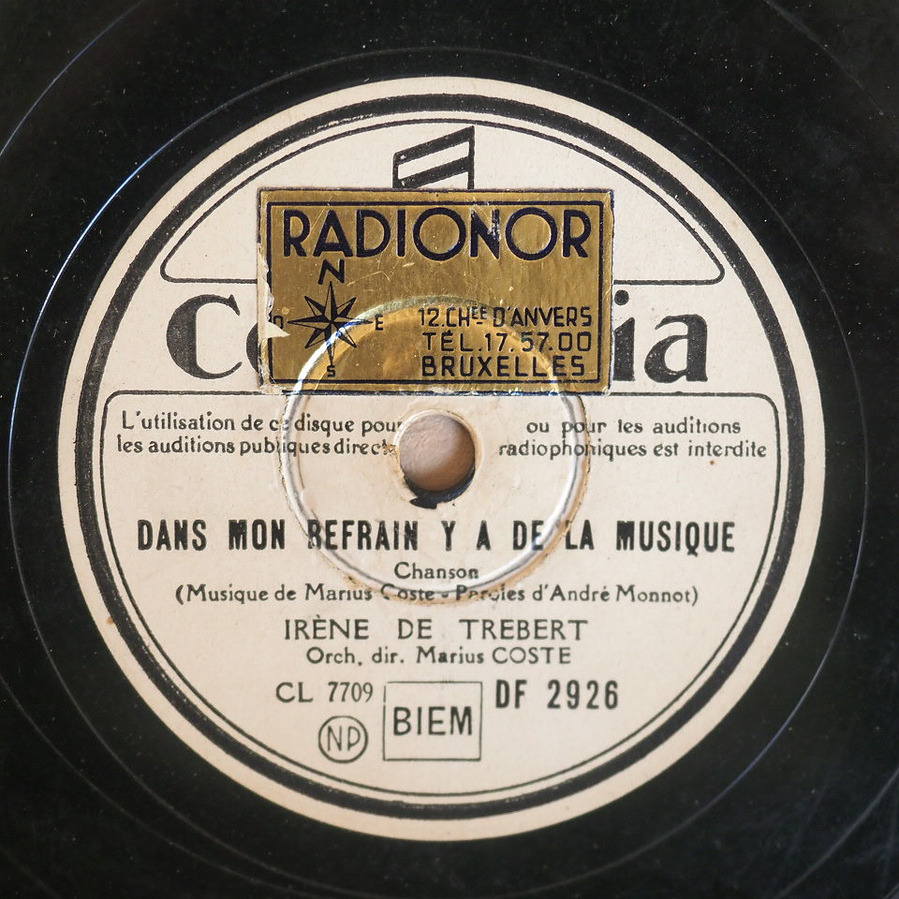 RADIONOR
N
E
S
12.CHÉE D'ANVERS
TÉL.17.57.00
BRUXELLES
C ia
L'utilisation de ce disque pour ou pour les auditions
les auditions publiques directes radiophoniques est interdite
DANS MON REFRAIN Y A DE LA MUSIQUE
Chanson
(Musique de Marius Coste - Paroles d'André Monnot)
IRÈNE DE TREBERT
Orch. dir. Marius COSTE
CL 7709 BIEM DF 2926
NP